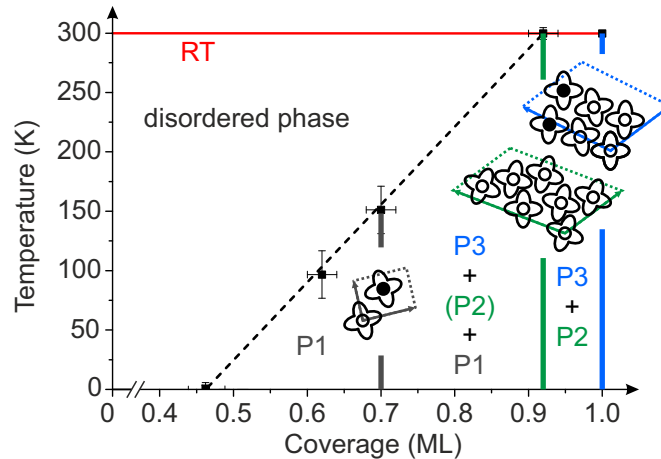 300
250
200
150
100
50
0
Temperature (K)
RT
disordered phase
P1
P3
+
(P2)
+
P1
P3
+
P2
0 0.4 0.5 0.6 0.7 0.8 0.9 1.0
Coverage (ML)